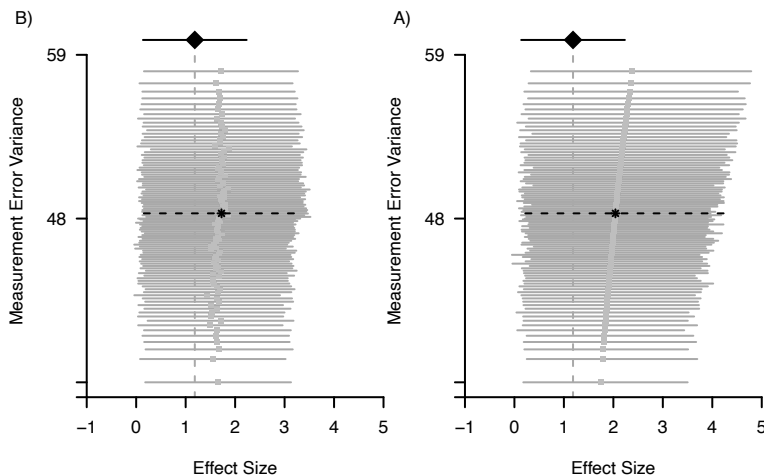 B)
59
48
Measurement Error Variance
−1 0 1 2 3 4 5
Effect Size
A)
59
48
Measurement Error Variance
−1 0 1 2 3 4 5
Effect Size